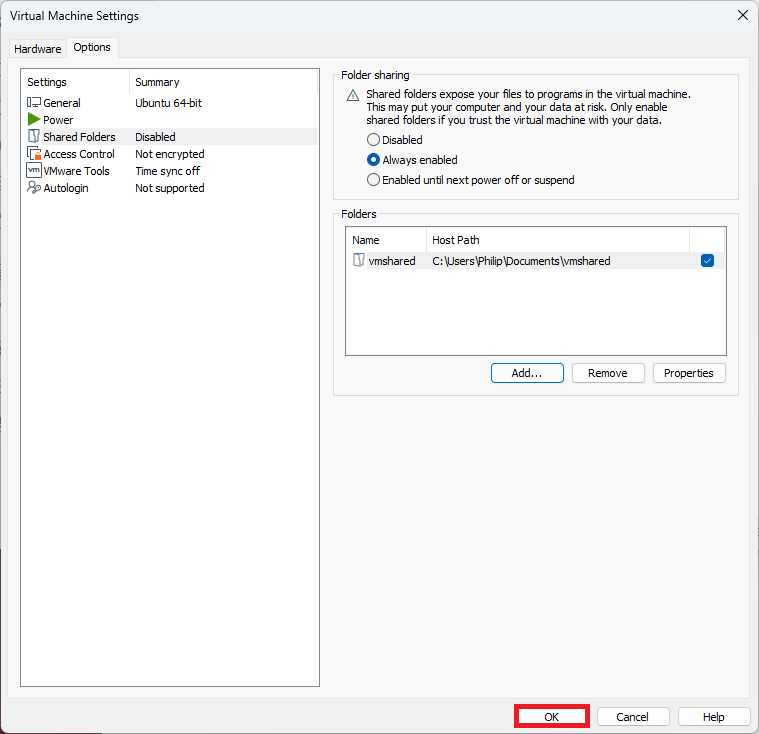 Virtual Machine Settings
Hardware Options
Settings Summary
General Ubuntu 64-bit
Power
Shared Folders Disabled
Access Control Not encrypted
vm VMware Tools Time sync off
Autologin Not supported
Folder sharing
Shared folders expose your files to programs in the virtual machine.
This may put your computer and your data at risk. Only enable
shared folders if you trust the virtual machine with your data.
Disabled
Always enabled
Enabled until next power off or suspend
Folders
Name Host Path
vmshared C:\Users\Philip\Documents\vmshared
Add... Remove Properties
OK Cancel Help